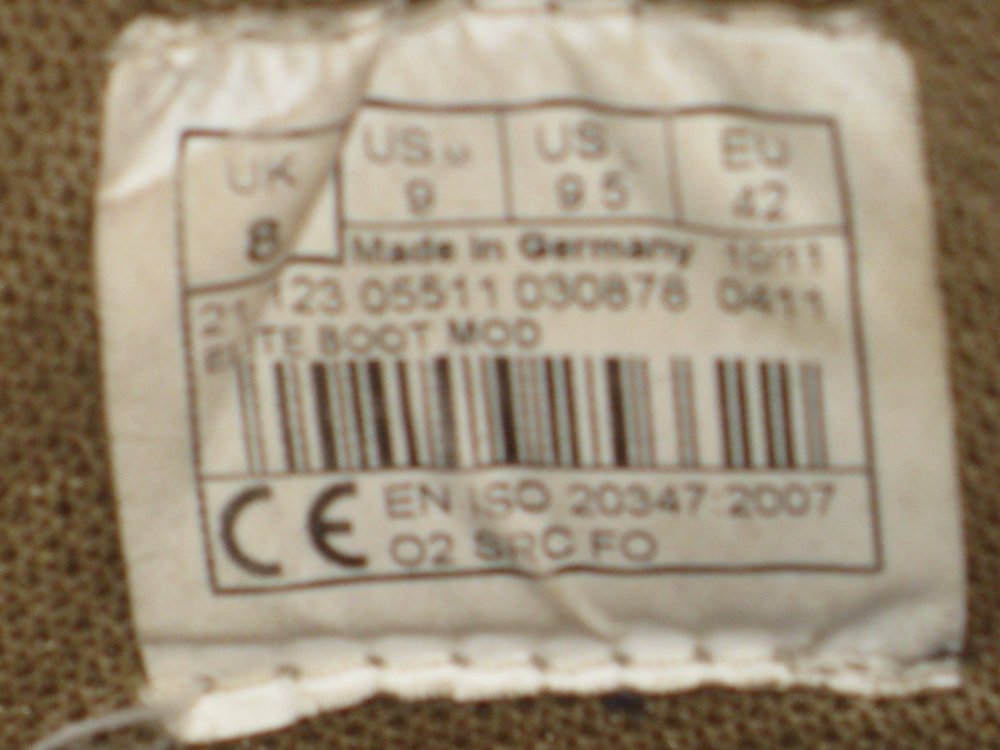 UK US M US EU
8 9 9 5 42
Made in Germany 10/11
123 05511 030876 0411
BOOT MOD
CE EN ISO 20347:2007
O2 SRC FO